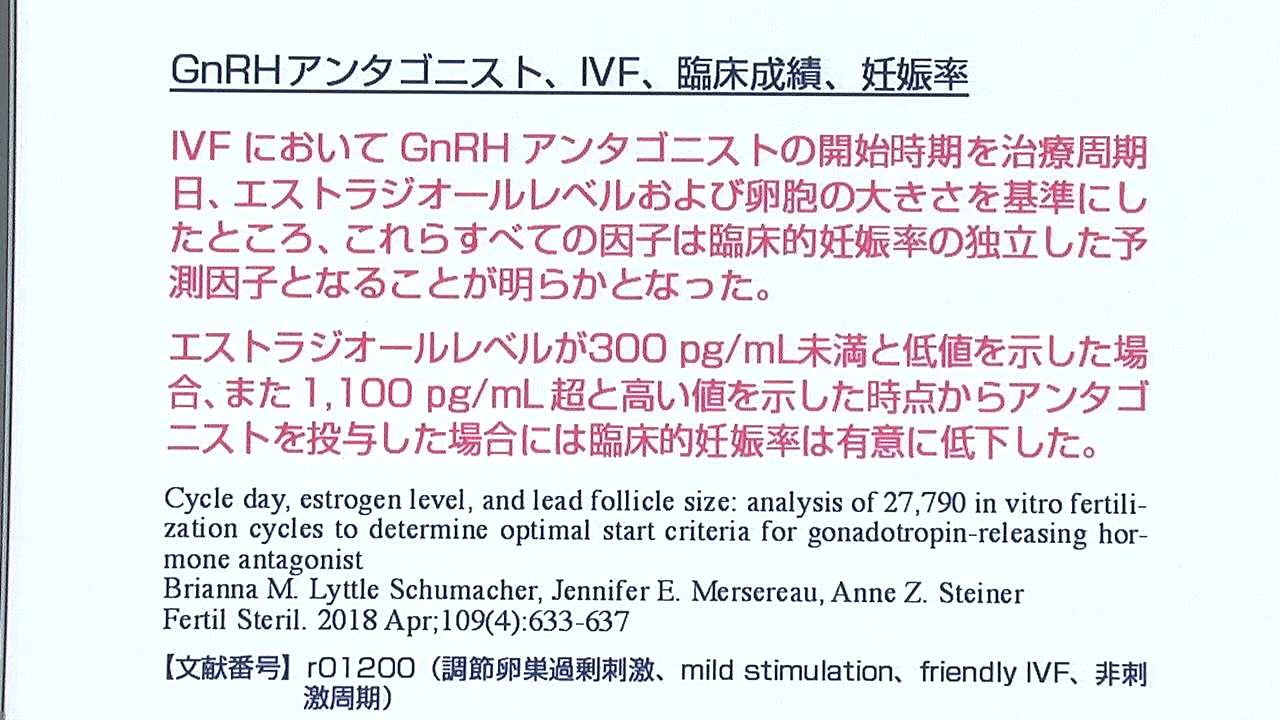 GnRHアンタゴニスト、IVF、臨床成績、妊娠率
IVF において GnRH アンタゴニストの開始時期を治療周期
日、エストラジオールレベルおよび卵胞の大きさを基準にし
たところ、これらすべての因子は臨床的妊娠率の独立した予
測因子となることが明らかとなった。
エストラジオールレベルが300 pg/mL未満と低値を示した場
合、また 1,100 pg/mL 超と高い値を示した時点からアンタゴ
ニストを投与した場合には臨床的妊娠率は有意に低下した。
Cycle day, estrogen level, and lead follicle size: analysis of 27,790 in vitro fertili-
zation cycles to determine optimal start criteria for gonadotropin-releasing hor-
mone antagonist
Brianna M. Lyttle Schumacher, Jennifer E. Mersereau, Anne Z. Steiner
Fertil Steril. 2018 Apr;109(4):633-637
【文献番号】r01200（調節卵巣過剰刺激、mild stimulation、friendly IVF、非刺
激周期）